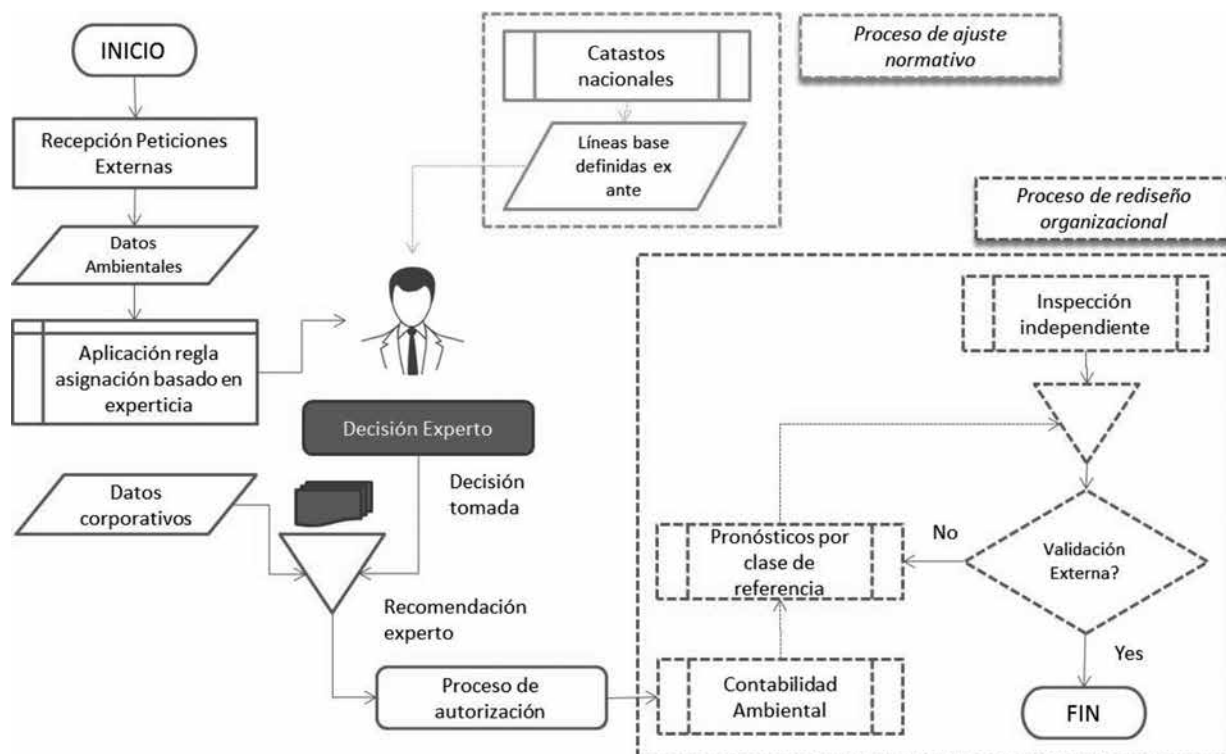 INICIO
Recepción Peticiones
Externas
Datos
Ambientales
Aplicación regla
asignación basado en
experticia
Catastos
nacionales
Líneas base
definidas ex
ante
Proceso de ajuste
normativo
Decisión Experto
Datos
corporativos
Decisión
tomada
Recomendación
experto
Proceso de
autorización
Proceso de rediseño
organizacional
Inspección
independiente
Pronósticos por
clase de
referencia
No
Validación
Externa?
Yes
Contabilidad
Ambiental
FIN